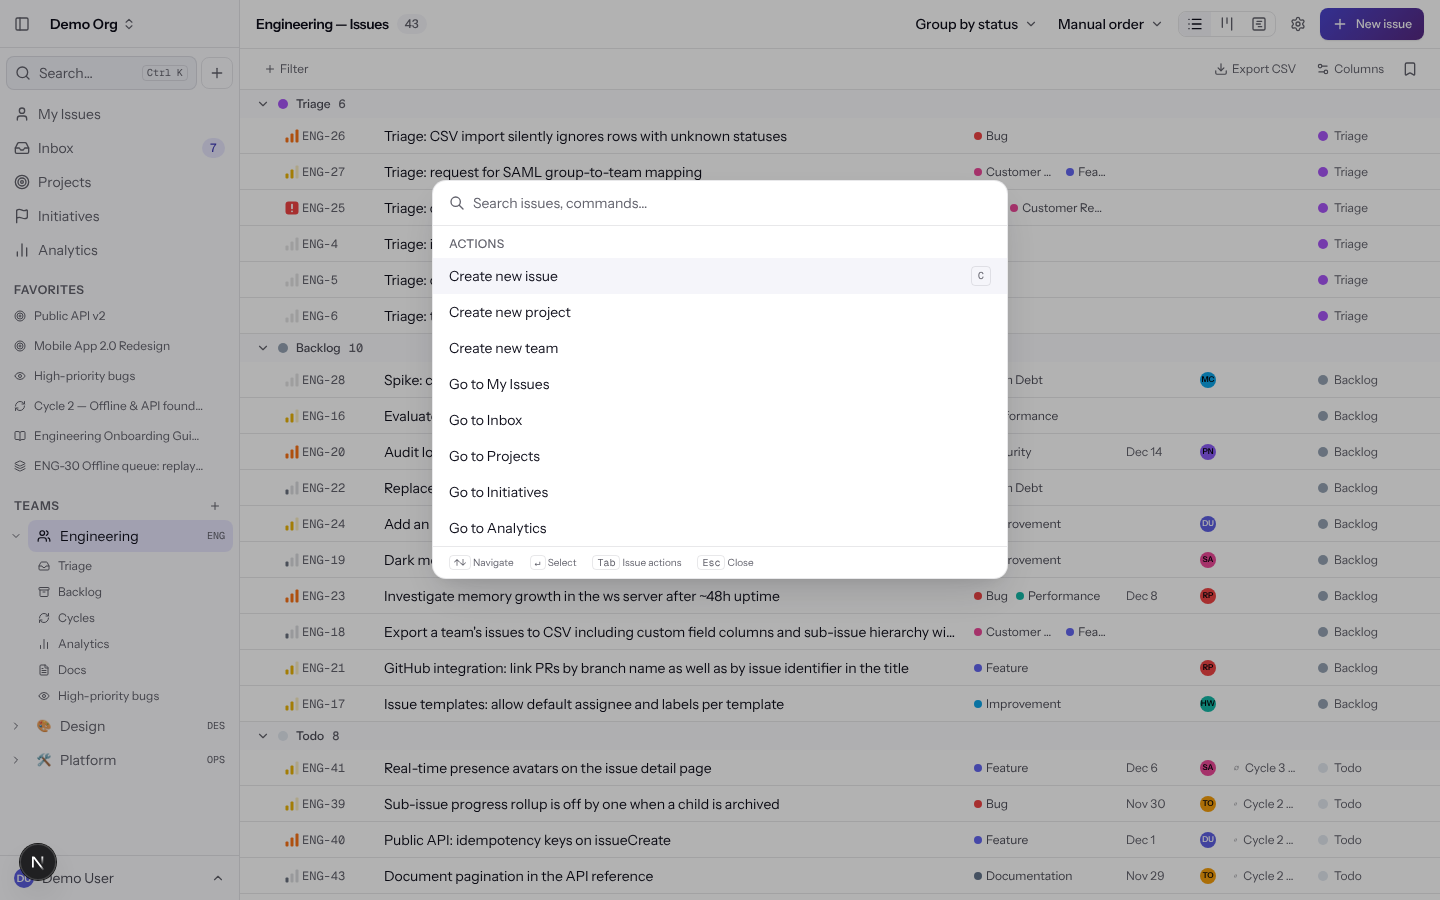 Demo Org
Engineering — Issues 43
Group by status
Manual order
New issue
Search...
Ctrl K
Filter
Export CSV
Columns
My Issues
Inbox 7
Projects
Initiatives
Analytics
FAVORITES
Public API v2
Mobile App 2.0 Redesign
High-priority bugs
Cycle 2 — Offline & API found...
Engineering Onboarding Gui...
ENG-30 Offline queue: replay...
TEAMS
Engineering ENG
Triage
Backlog
Cycles
Analytics
Docs
High-priority bugs
Design DES
Platform OPS
N
Demo User
Triage 6
ENG-26 Triage: CSV import silently ignores rows with unknown statuses Bug Triage
ENG-27 Triage: request for SAML group-to-team mapping Customer ... Fea... Triage
ENG-25 Triage: Customer Re... Triage
ENG-4 Triage: Triage
ENG-5 Triage: Triage
ENG-6 Triage: Triage
Backlog 10
ENG-28 Spike: Debt MC Backlog
ENG-16 Backlog
ENG-20 Audit Dec 14 PN Backlog
ENG-22 Replace Debt Backlog
ENG-24 Add an DU Backlog
ENG-19 Dark SA Backlog
ENG-23 Investigate memory growth in the ws server after ~48h uptime Bug Performance Dec 8 RP Backlog
ENG-18 Export a team's issues to CSV including custom field columns and sub-issue hierarchy wi... Customer ... Fea... Backlog
ENG-21 GitHub integration: link PRs by branch name as well as by issue identifier in the title Feature RP Backlog
ENG-17 Issue templates: allow default assignee and labels per template Improvement HW Backlog
Todo 8
ENG-41 Real-time presence avatars on the issue detail page Feature Dec 6 SA Cycle 3 ... Todo
ENG-39 Sub-issue progress rollup is off by one when a child is archived Bug Nov 30 TO Cycle 2 ... Todo
ENG-40 Public API: idempotency keys on issueCreate Feature Dec 1 DU Cycle 2 ... Todo
ENG-43 Document pagination in the API reference Documentation Nov 29 TO Cycle 2 ... Todo
Search issues, commands...
ACTIONS
Create new issue C
Create new project
Create new team
Go to My Issues
Go to Inbox
Go to Projects
Go to Initiatives
Go to Analytics
↑↓ Navigate ↵ Select Tab Issue actions Esc Close